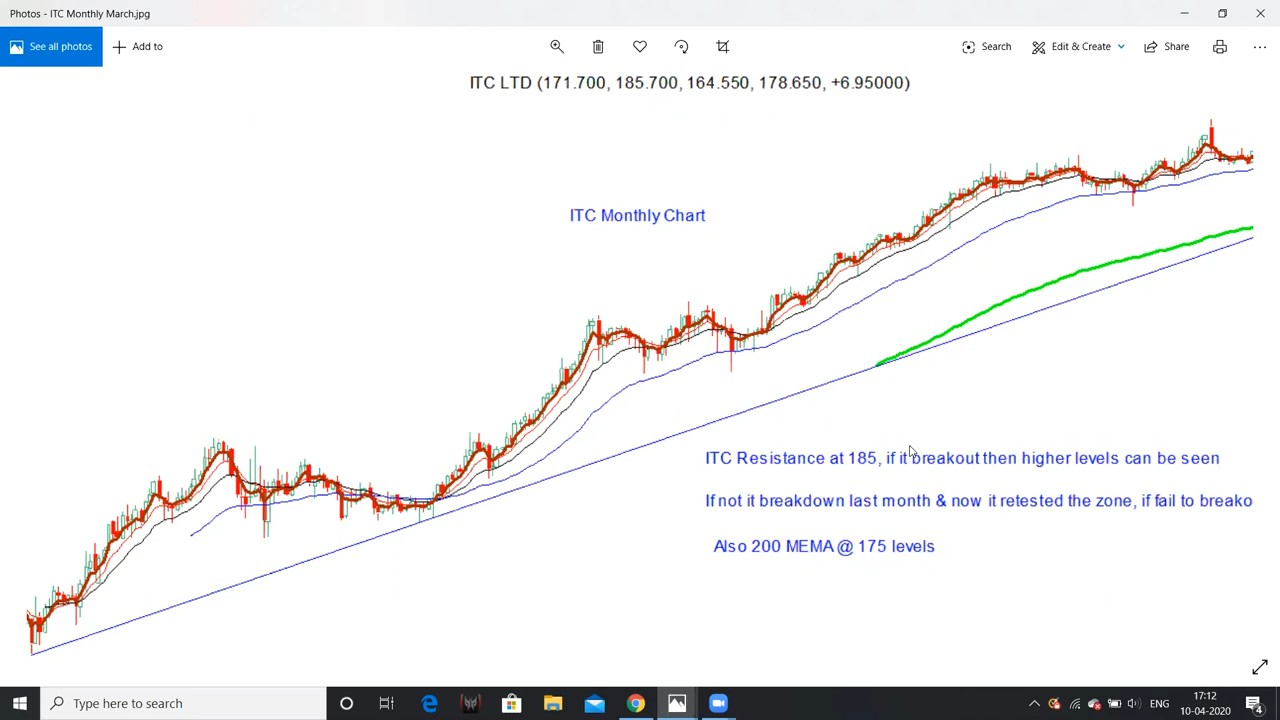 Photos - ITC Monthly March.jpg
See all photos
Add to
Search
Edit & Create
Share
ITC LTD (171.700, 185.700, 164.550, 178.650, +6.95000)
ITC Monthly Chart
ITC Resistance at 185, if it breakout then higher levels can be seen
If not it breakdown last month & now it retested the zone, if fail to breako
Also 200 MEMA @ 175 levels
Type here to search
ENG
17:12
10-04-2020
4